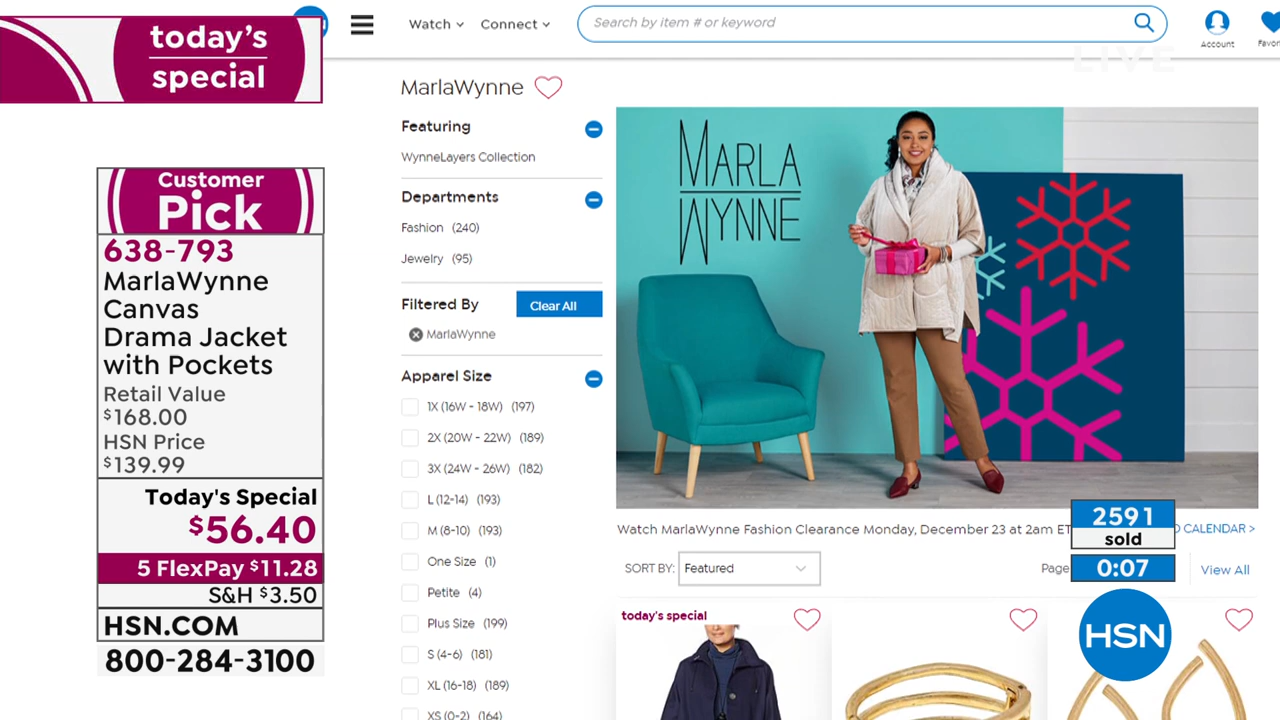 today's
special
Customer
Pick
638-793
MarlaWynne
Canvas
Drama Jacket
with Pockets
Retail Value
$168.00
HSN Price
$139.99
Today's Special
$56.40
5 FlexPay $11.28
S&H $3.50
HSN.COM
800-284-3100
Watch
Connect
Search by item # or keyword
Account
Favor
LIVE
MarlaWynne
Featuring
WynneLayers Collection
Departments
Fashion (240)
Jewelry (95)
Filtered By
Clear All
MarlaWynne
Apparel Size
1X (16W - 18W) (197)
2X (20W - 22W) (189)
3X (24W - 26W) (182)
L (12-14) (193)
M (8-10) (193)
One Size (1)
Petite (4)
Plus Size (199)
S (4-6) (181)
XL (16-18) (189)
XS (0-2) (164)
MARLA
WYNNE
Watch MarlaWynne Fashion Clearance Monday, December 23 at 2am ET
CALENDAR >
2591
sold
0:07
SORT BY: Featured
Page
View All
today's special
HSN